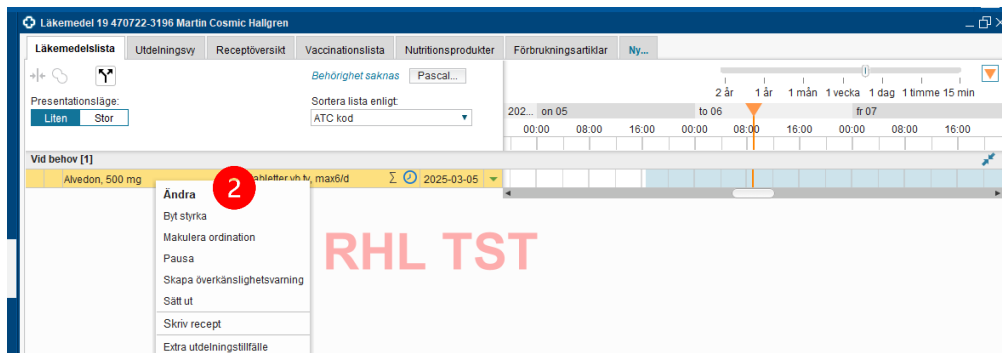 Läkemedel 19 470722-3196 Martin Cosmic Hallgren
Läkemedelslista Utdelningsvy Receptöversikt Vaccinationslista Nutritionsprodukter Förbrukningsartiklar Ny...
Behörighet saknas Pascal...
Presentationsläge:
Liten Stor
Sortera lista enligt:
ATC kod
2 år 1 år 1 mån 1 vecka 1 dag 1 timme 15 min
202... on 05 to 06 fr 07
00:00 08:00 16:00 00:00 08:00 16:00 00:00 08:00 16:00
Vid behov [1]
Alvedon, 500 mg tabletter vb tv, max6/d Σ 2025-03-05
2
Ändra
Byt styrka
Makulera ordination
Pausa
Skapa överkänslighetsvarning
Sätt ut
Skriv recept
Extra utdelningstillfälle
RHL TST